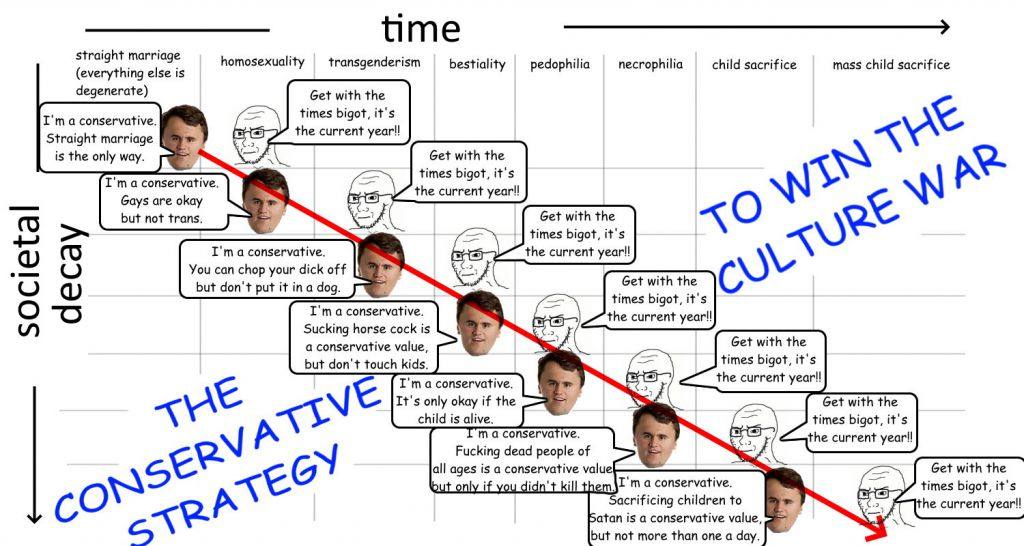 time
straight marriage
(everything else is
degenerate)
homosexuality
transgenderism
bestiality
pedophilia
necrophilia
child sacrifice
mass child sacrifice
societal
decay
I'm a conservative.
Straight marriage
is the only way.
Get with the
times bigot, it's
the current year!!
I'm a conservative.
Gays are okay
but not trans.
Get with the
times bigot, it's
the current year!!
I'm a conservative.
You can chop your dick off
but don't put it in a dog.
Get with the
times bigot, it's
the current year!!
I'm a conservative.
Sucking horse cock is
a conservative value,
but don't touch kids.
Get with the
times bigot, it's
the current year!!
I'm a conservative.
It's only okay if the
child is alive.
Get with the
times bigot, it's
the current year!!
I'm a conservative.
Fucking dead people of
all ages is a conservative value
but only if you didn't kill them.
Get with the
times bigot, it's
the current year!!
I'm a conservative.
Sacrificing children to
Satan is a conservative value,
but not more than one a day.
Get with the
times bigot, it's
the current year!!
THE
CONSERVATIVE
STRATEGY
TO WIN THE
CULTURE WAR